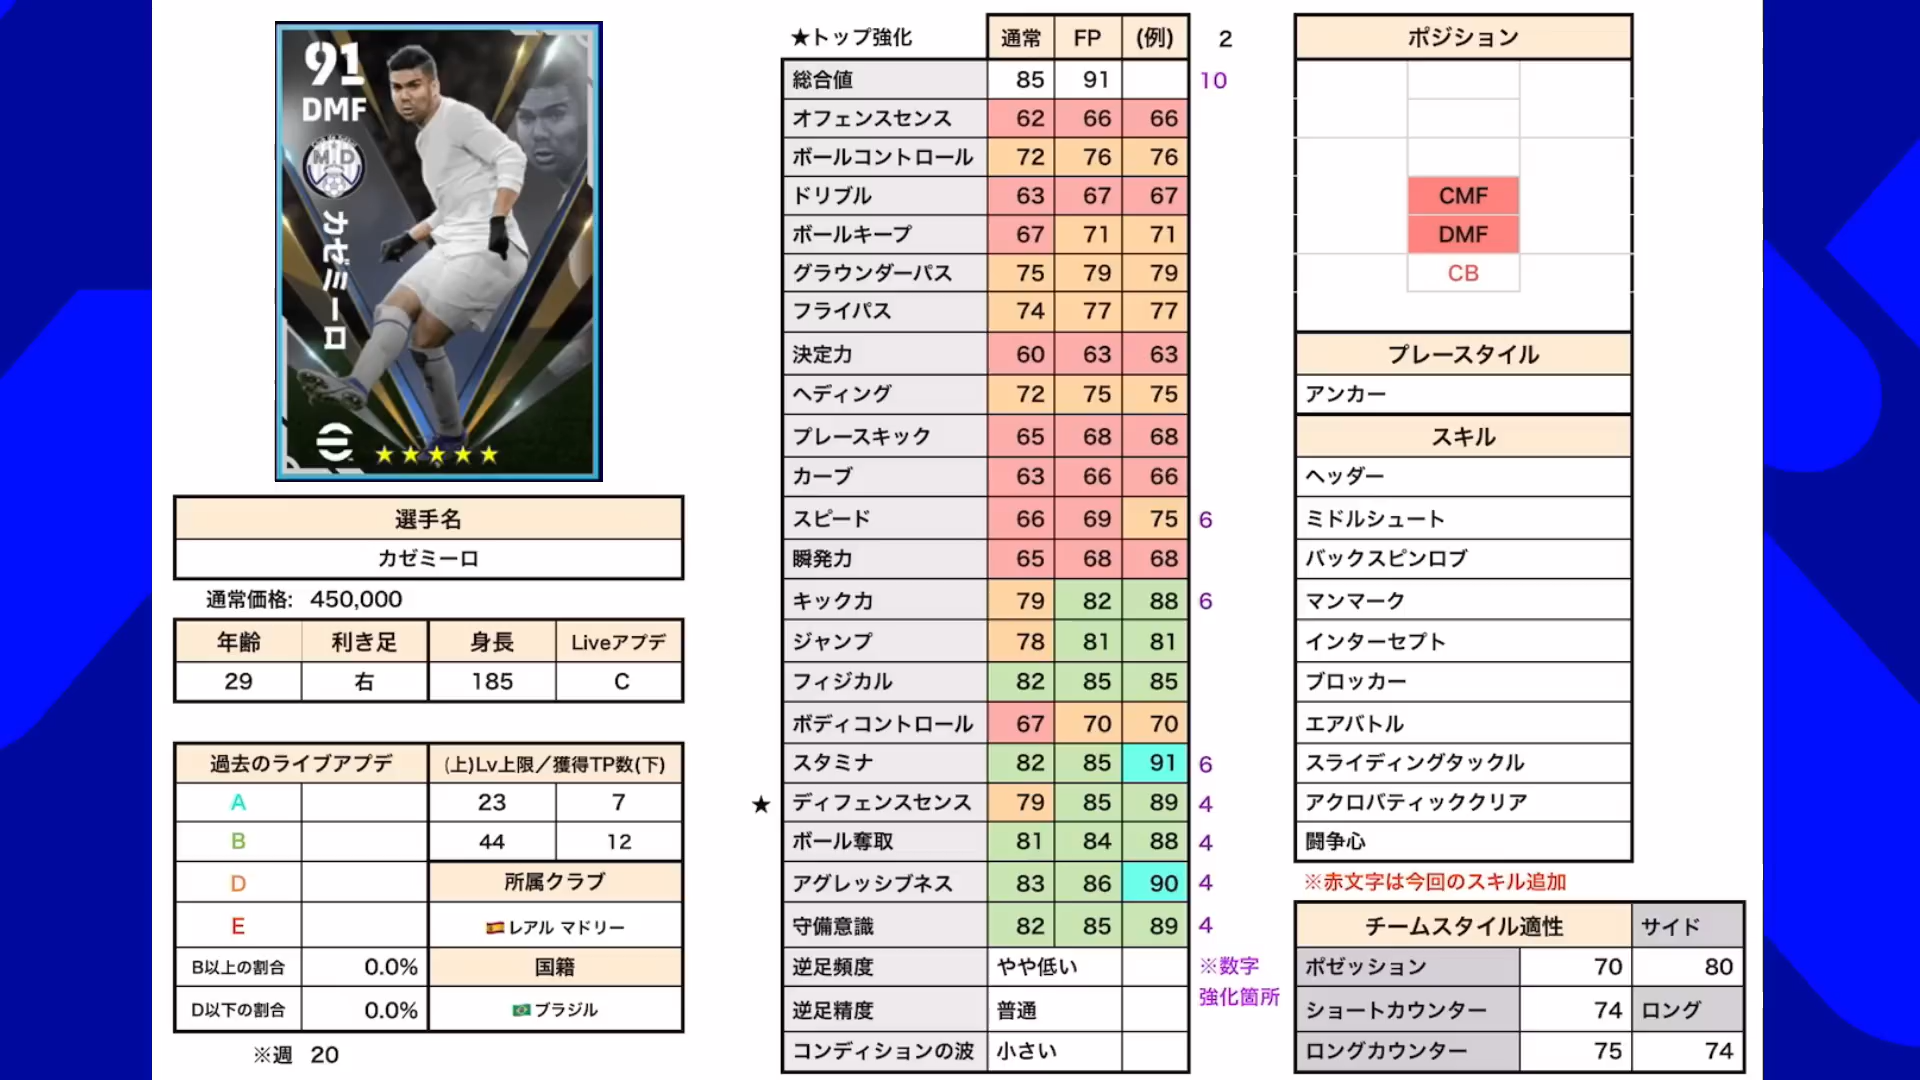 91
DMF
MD
カゼミーロ
★★★★★
選手名
カゼミーロ
通常価格: 450,000
年齢 利き足 身長 Liveアプデ
29 右 185 C
過去のライブアプデ (上)Lv上限／獲得TP数(下)
A 23 7
B 44 12
D 所属クラブ
E レアル マドリー
B以上の割合 0.0% 国籍
D以下の割合 0.0% ブラジル
※週 20
★トップ強化 通常 FP (例) 2
総合値 85 91 10
オフェンスセンス 62 66 66
ボールコントロール 72 76 76
ドリブル 63 67 67
ボールキープ 67 71 71
グラウンダーパス 75 79 79
フライパス 74 77 77
決定力 60 63 63
ヘディング 72 75 75
プレースキック 65 68 68
カーブ 63 66 66
スピード 66 69 75 6
瞬発力 65 68 68
キック力 79 82 88 6
ジャンプ 78 81 81
フィジカル 82 85 85
ボディコントロール 67 70 70
スタミナ 82 85 91 6
★ ディフェンスセンス 79 85 89 4
ボール奪取 81 84 88 4
アグレッシブネス 83 86 90 4
守備意識 82 85 89 4
逆足頻度 やや低い ※数字
強化箇所
逆足精度 普通
コンディションの波 小さい
ポジション
CMF
DMF
CB
プレースタイル
アンカー
スキル
ヘッダー
ミドルシュート
バックスピンロブ
マンマーク
インターセプト
ブロッカー
エアバトル
スライディングタックル
アクロバティッククリア
闘争心
※赤文字は今回のスキル追加
チームスタイル適性 サイド
ポゼッション 70 80
ショートカウンター 74 ロング
ロングカウンター 75 74